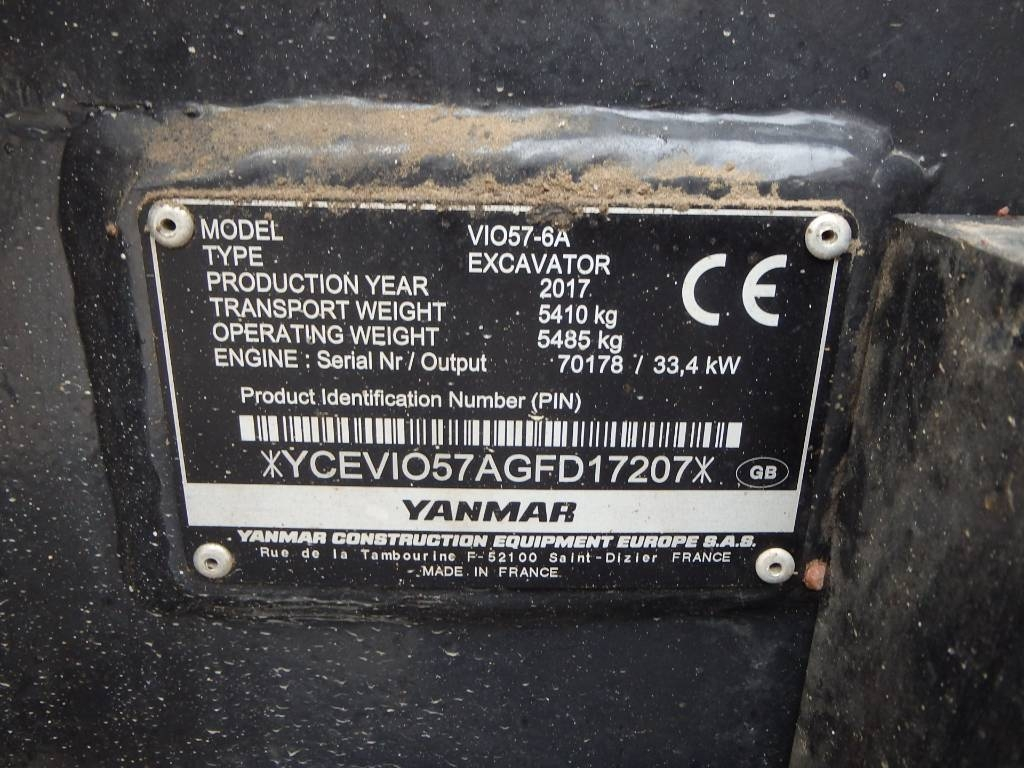 MODEL VIO57-6A
TYPE EXCAVATOR
PRODUCTION YEAR 2017
TRANSPORT WEIGHT 5410 kg
OPERATING WEIGHT 5485 kg
ENGINE : Serial Nr / Output 70178 / 33,4 kW
CE
Product Identification Number (PIN)
*YCEVIO57AGFD17207*
GB
YANMAR
YANMAR CONSTRUCTION EQUIPMENT EUROPE S.A.S.
Rue de la Tambourine F-52100 Saint-Dizier FRANCE
MADE IN FRANCE